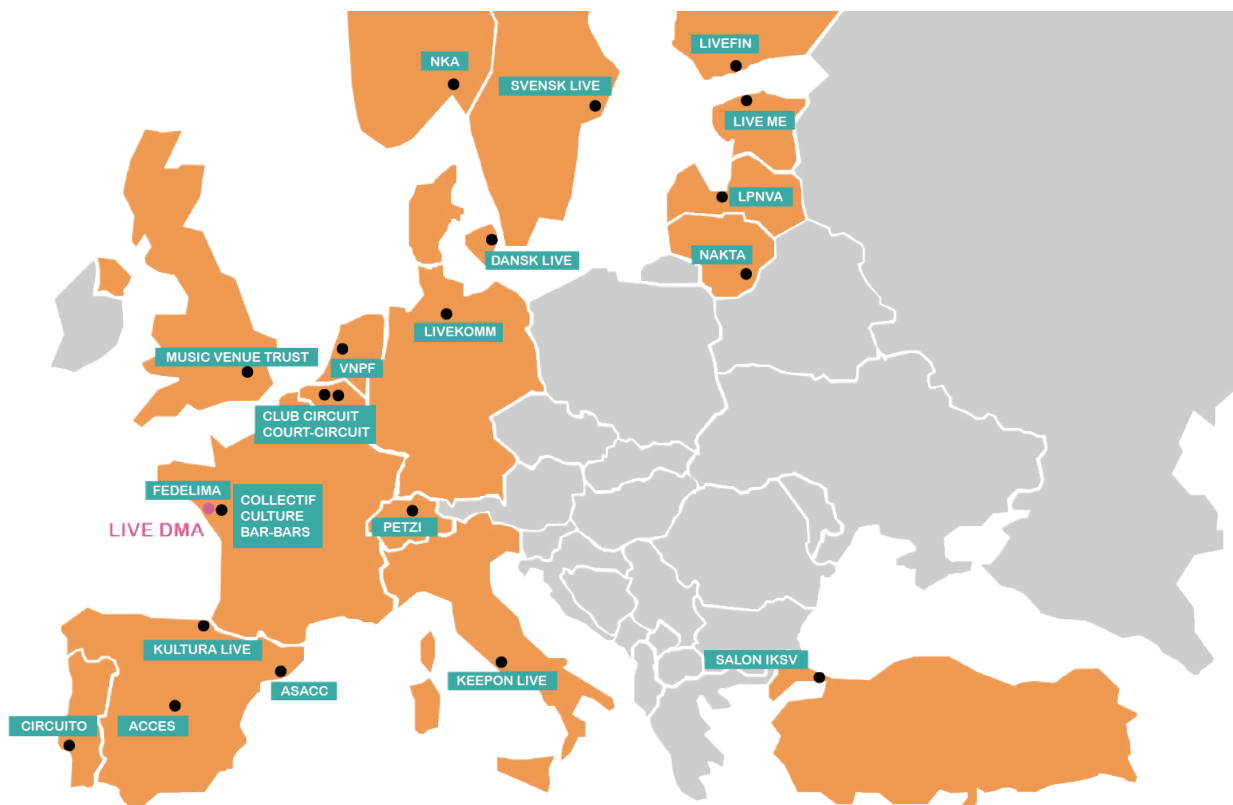 LIVEFIN
NKA
SVENSK LIVE
LIVE ME
LPNVA
NAKTA
DANSK LIVE
LIVEKOMM
MUSIC VENUE TRUST
VNPF
CLUB CIRCUIT
COURT-CIRCUIT
FEDELIMA
COLLECTIF
CULTURE
BAR-BARS
LIVE DMA
PETZI
KULTURA LIVE
SALON IKSV
KEEPON LIVE
ASACC
CIRCUITO
ACCES